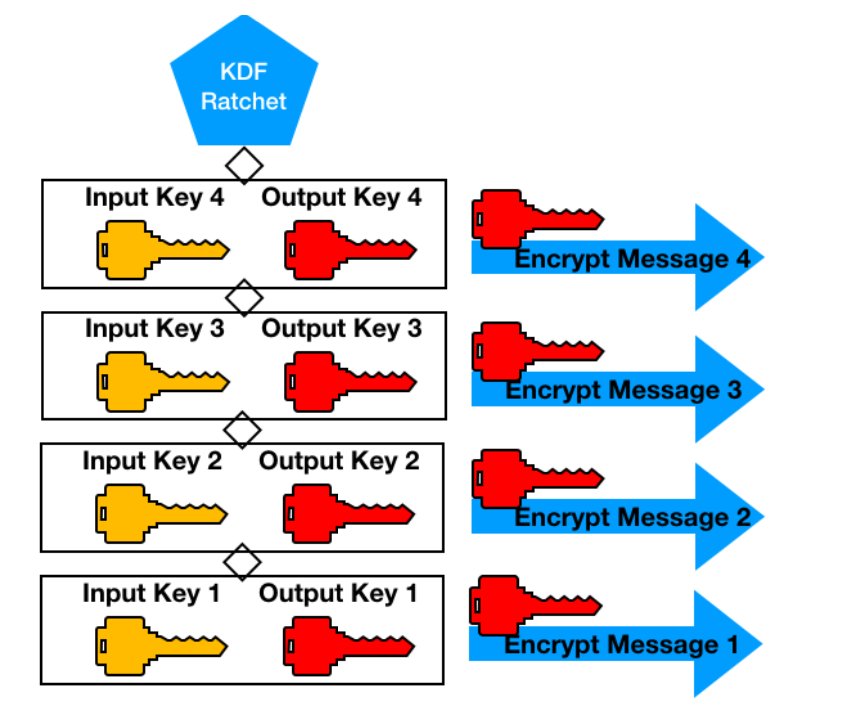 KDF
Ratchet
Input Key 4 Output Key 4
Encrypt Message 4
Input Key 3 Output Key 3
Encrypt Message 3
Input Key 2 Output Key 2
Encrypt Message 2
Input Key 1 Output Key 1
Encrypt Message 1